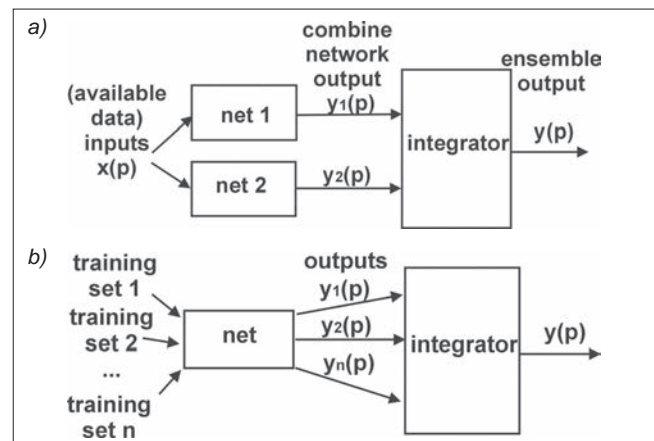 a)
combine
network
output
ensemble
output
(available
data)
inputs
x(p)
net 1
y1(p)
net 2
y2(p)
integrator
y(p)
b)
training
set 1
training
set 2
...
training
set n
net
outputs
y1(p)
y2(p)
yn(p)
integrator
y(p)